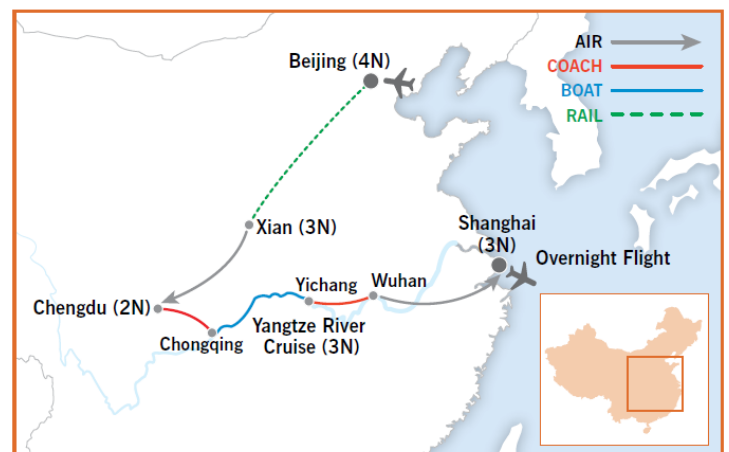 AIR
COACH
BOAT
RAIL
Beijing (4N)
Xian (3N)
Shanghai
(3N)
Overnight Flight
Chengdu (2N)
Chongqing
Yichang
Wuhan
Yangtze River
Cruise (3N)